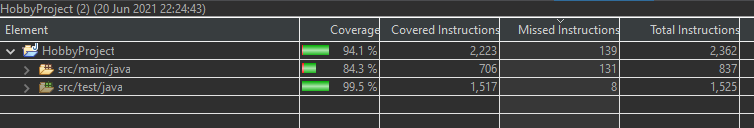 HobbyProject (2) (20 Jun 2021 22:24:43)
Element Coverage Covered Instructions Missed Instructions Total Instructions
HobbyProject 94.1 % 2,223 139 2,362
src/main/java 84.3 % 706 131 837
src/test/java 99.5 % 1,517 8 1,525